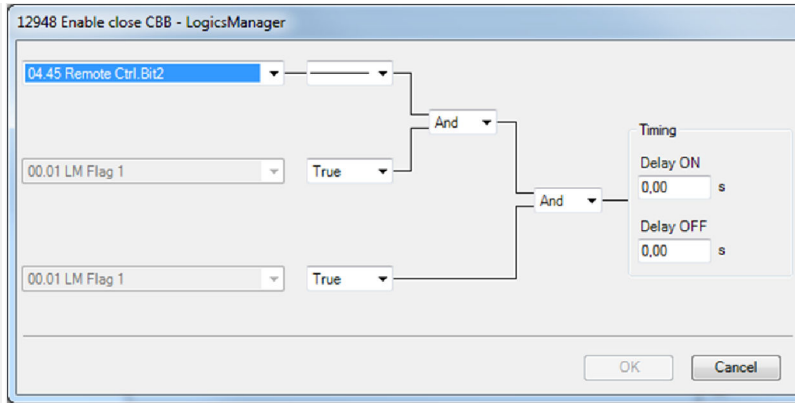 12948 Enable close CBB - LogicsManager
04.45 Remote Ctrl.Bit2
And
Timing
Delay ON
00.01 LM Flag 1 True
0,00 s
And
Delay OFF
0,00 s
00.01 LM Flag 1 True
OK Cancel